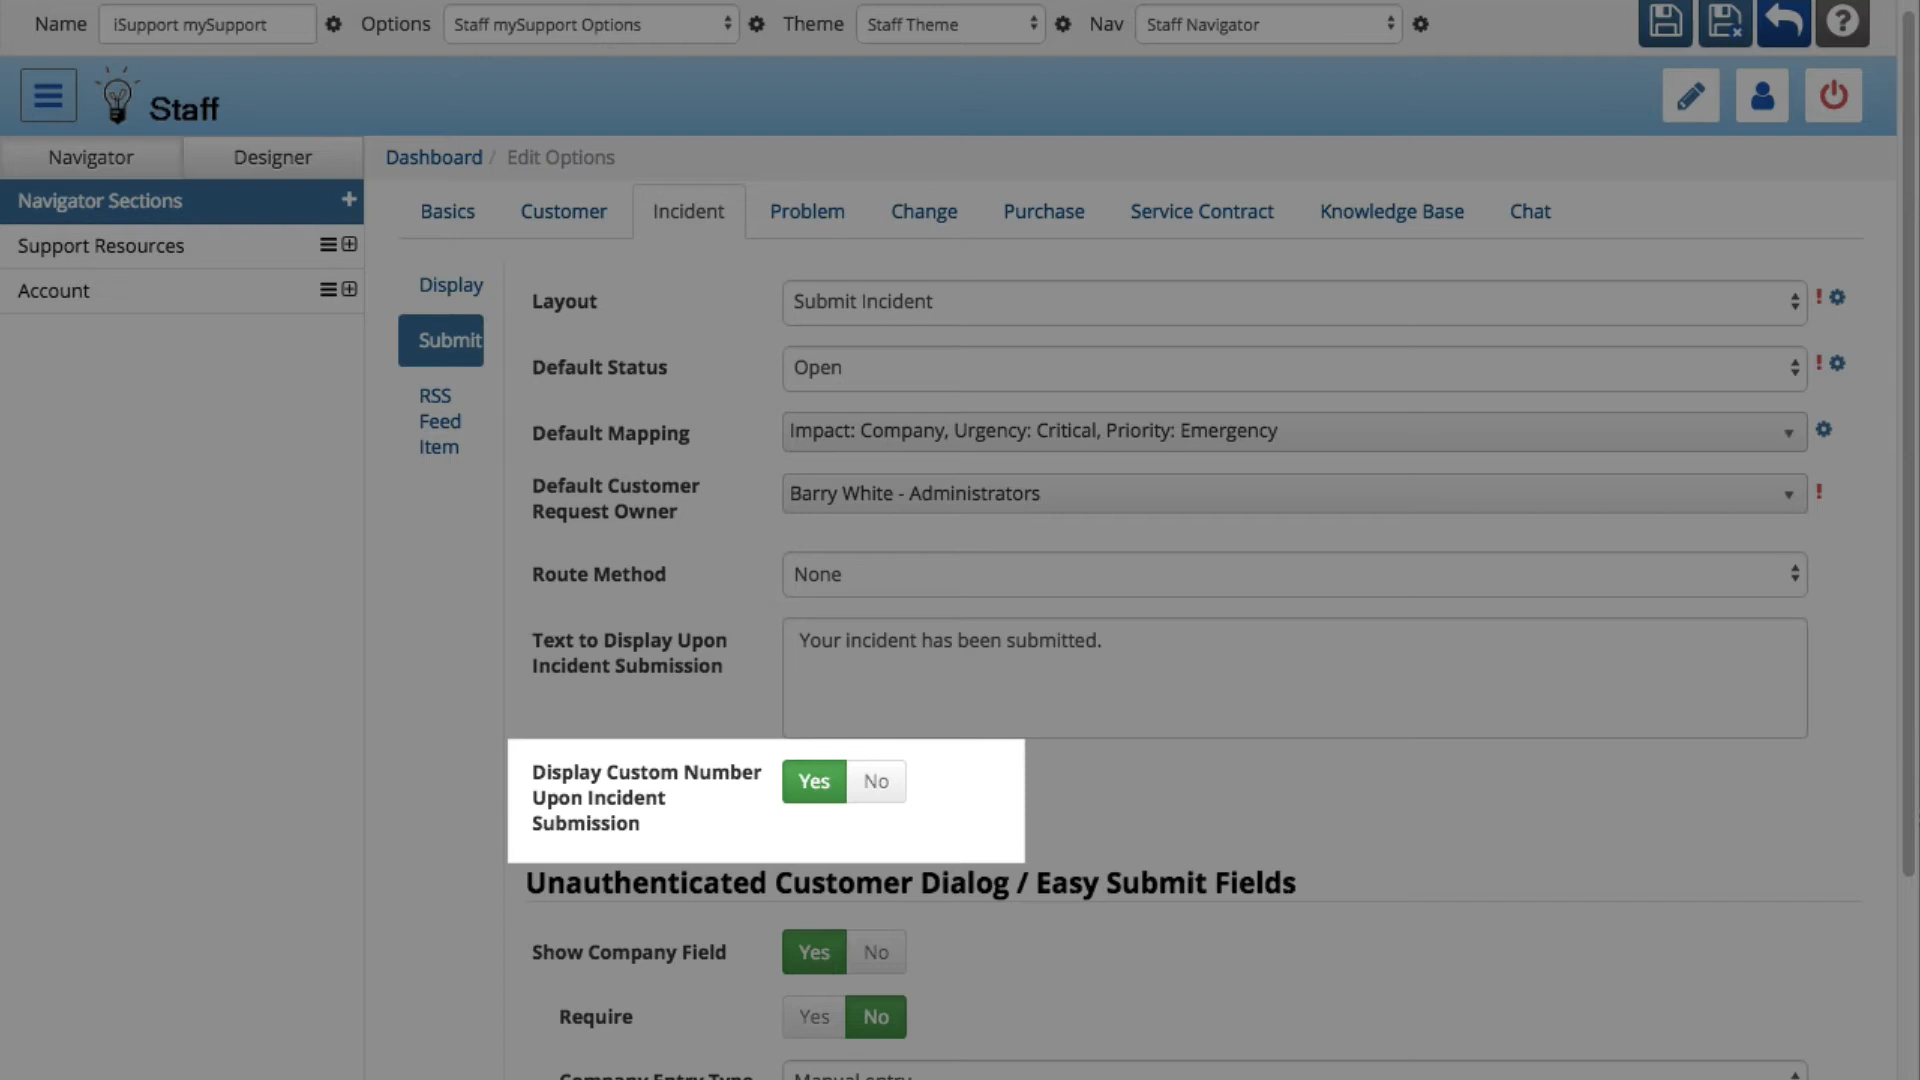 Name iSupport mySupport Options Staff mySupport Options Theme Staff Theme Nav Staff Navigator
Staff
Navigator Designer
Dashboard / Edit Options
Navigator Sections +
Support Resources
Account
Basics Customer Incident Problem Change Purchase Service Contract Knowledge Base Chat
Display
Submit
RSS
Feed
Item
Layout Submit Incident !
Default Status Open !
Default Mapping Impact: Company, Urgency: Critical, Priority: Emergency
Default Customer
Request Owner
Barry White - Administrators !
Route Method None
Text to Display Upon
Incident Submission
Your incident has been submitted.
Display Custom Number
Upon Incident
Submission
Yes No
Unauthenticated Customer Dialog / Easy Submit Fields
Show Company Field Yes No
Require Yes No
Company Entry Type Manual entry